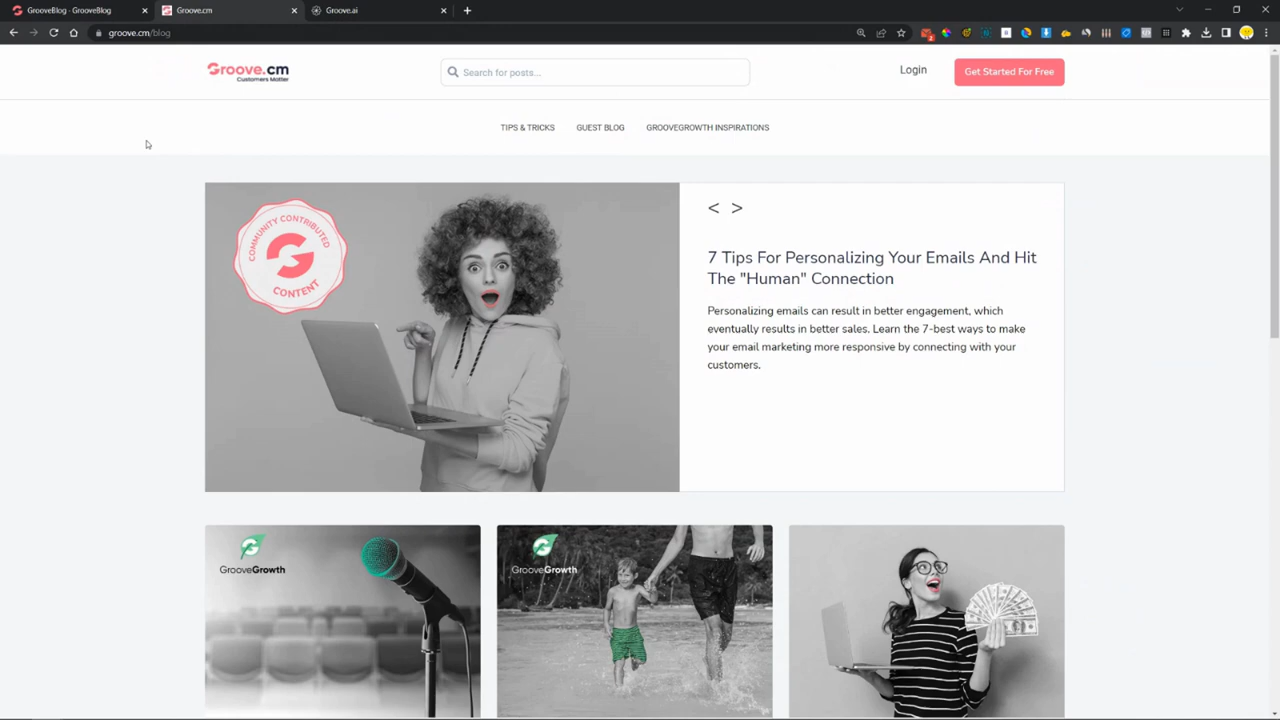 GrooveBlog - GrooveBlog
Groove.cm
Groove.ai
groove.cm/blog
Groove.cm
Customers Matter
Search for posts...
Login
Get Started For Free
TIPS & TRICKS
GUEST BLOG
GROOVEGROWTH INSPIRATIONS
COMMUNITY CONTRIBUTED
CONTENT
< >
7 Tips For Personalizing Your Emails And Hit
The "Human" Connection
Personalizing emails can result in better engagement, which
eventually results in better sales. Learn the 7-best ways to make
your email marketing more responsive by connecting with your
customers.
GrooveGrowth
GrooveGrowth